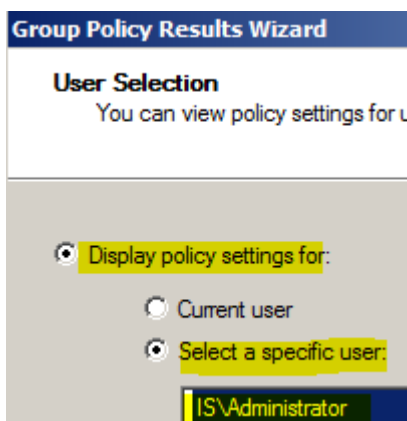 Group Policy Results Wizard
User Selection
You can view policy settings for u
Display policy settings for:
Current user
Select a specific user:
IS\Administrator